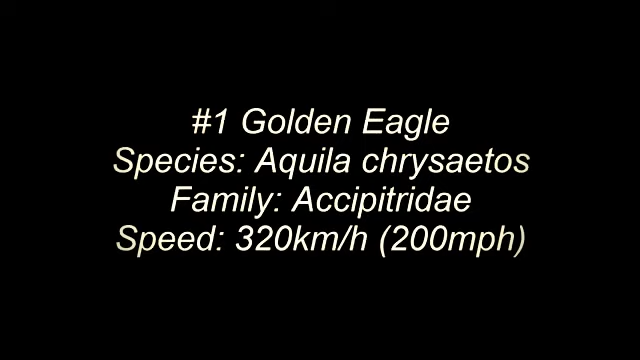 #1 Golden Eagle
Species: Aquila chrysaetos
Family: Accipitridae
Speed: 320km/h (200mph)